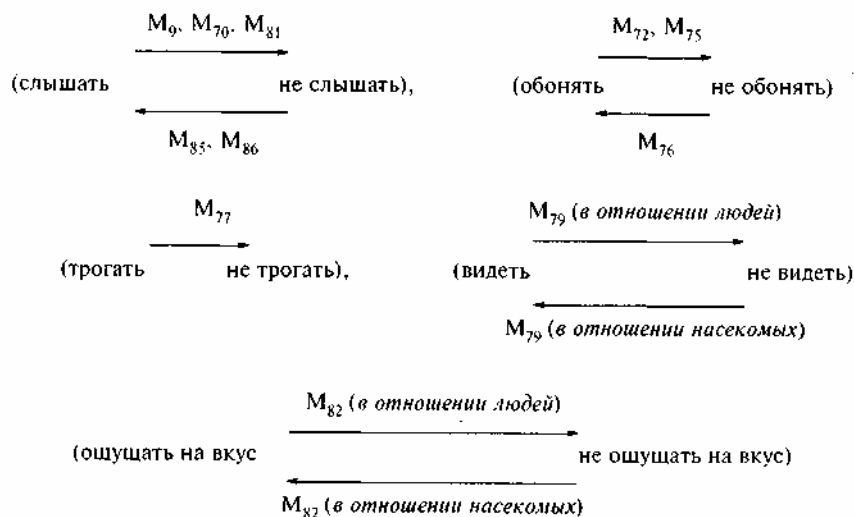 M₉, M₇₀, M₈₁
M₇₂, M₇₅
(слышать не слышать),
(обонять не обонять)
M₈₅, M₈₆
M₇₆
M₇₇
M₇₉ (в отношении людей)
(трогать не трогать),
(видеть не видеть)
M₇₉ (в отношении насекомых)
M₈₂ (в отношении людей)
(ощущать на вкус не ощущать на вкус)
M₈₂ (в отношении насекомых)